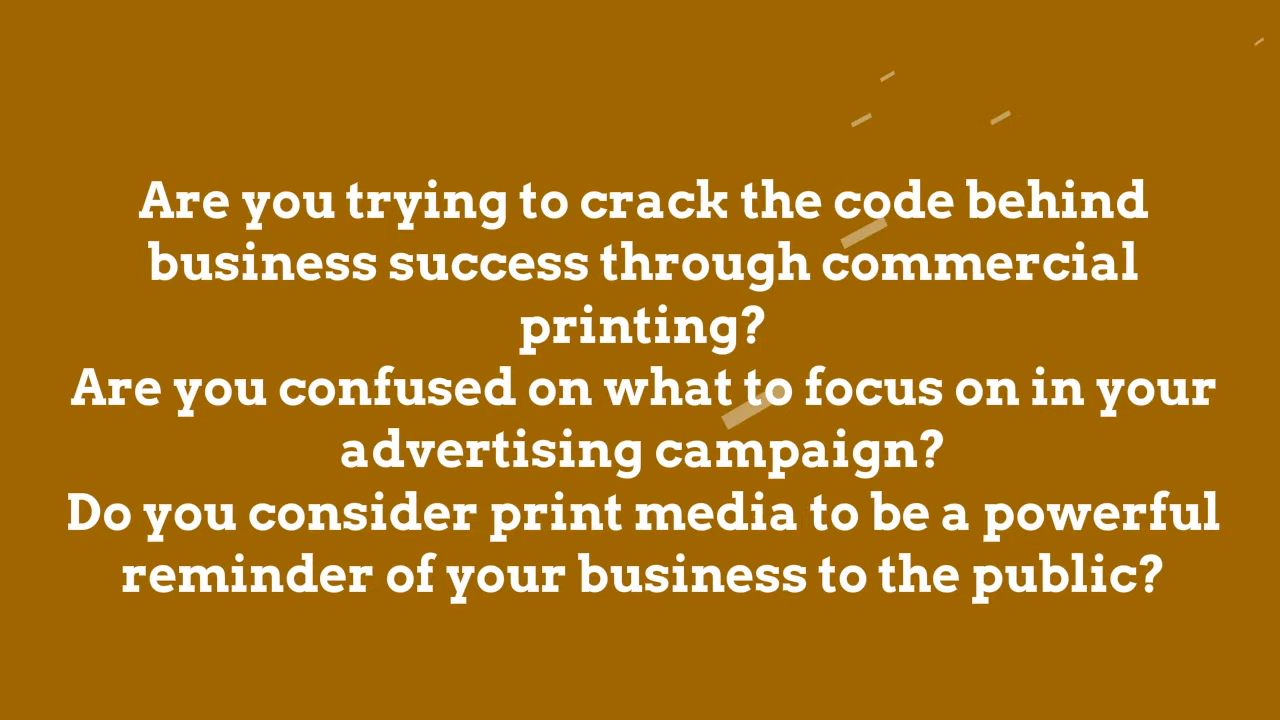 Are you trying to crack the code behind
business success through commercial
printing?
Are you confused on what to focus on in your
advertising campaign?
Do you consider print media to be a powerful
reminder of your business to the public?